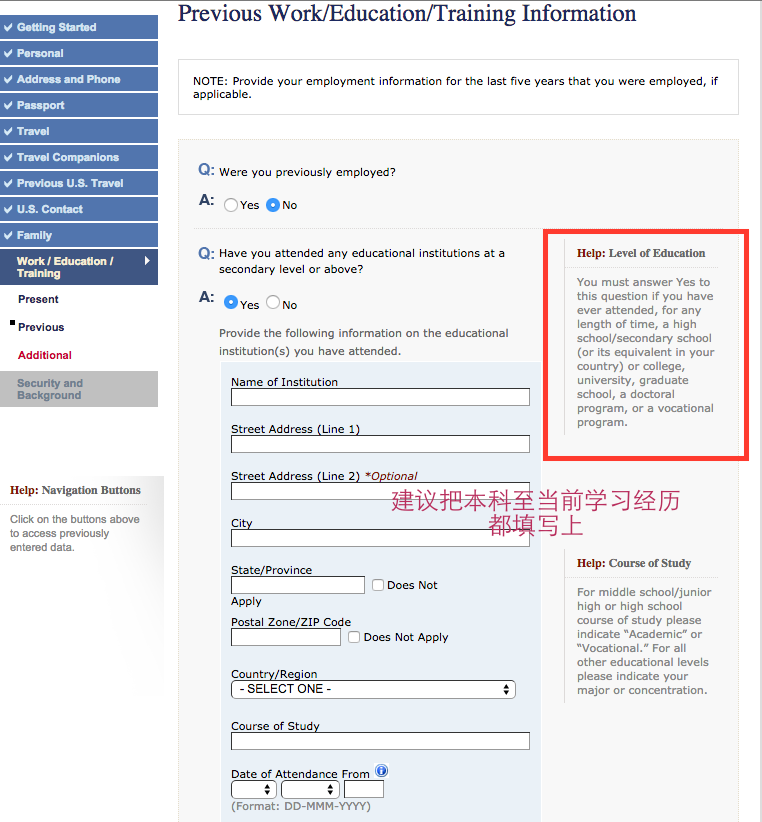 Previous Work/Education/Training Information
Getting Started
Personal
Address and Phone
Passport
Travel
Travel Companions
Previous U.S. Travel
U.S. Contact
Family
Work / Education /
Training
Present
Previous
Additional
Security and
Background
Help: Navigation Buttons
Click on the buttons above
to access previously
entered data.
NOTE: Provide your employment information for the last five years that you were employed, if
applicable.
Q: Were you previously employed?
A: Yes No
Q: Have you attended any educational institutions at a
secondary level or above?
A: Yes No
Provide the following information on the educational
institution(s) you have attended.
Help: Level of Education
You must answer Yes to
this question if you have
ever attended, for any
length of time, a high
school/secondary school
(or its equivalent in your
country) or college,
university, graduate
school, a doctoral
program, or a vocational
program.
Name of Institution
Street Address (Line 1)
Street Address (Line 2) *Optional
建议把本科至当前学习经历
都填写上
City
State/Province
Does Not
Apply
Postal Zone/ZIP Code
Does Not Apply
Country/Region
- SELECT ONE -
Course of Study
Date of Attendance From
(Format: DD-MMM-YYYY)
Help: Course of Study
For middle school/junior
high or high school
course of study please
indicate “Academic” or
“Vocational.” For all
other educational levels
please indicate your
major or concentration.